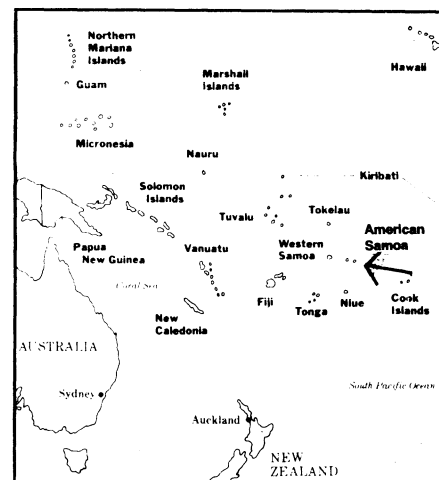 Northern
Mariana
Islands
Guam
Hawaii
Marshall
Islands
Micronesia
Nauru
Kiribati
Solomon
Islands
Tuvalu
Tokelau
American
Samoa
Papua
New Guinea
Vanuatu
Western
Samoa
Coral Sea
Fiji
Tonga
Niue
Cook
Islands
New
Caledonia
AUSTRALIA
South Pacific Ocean
Sydney
Auckland
NEW
ZEALAND